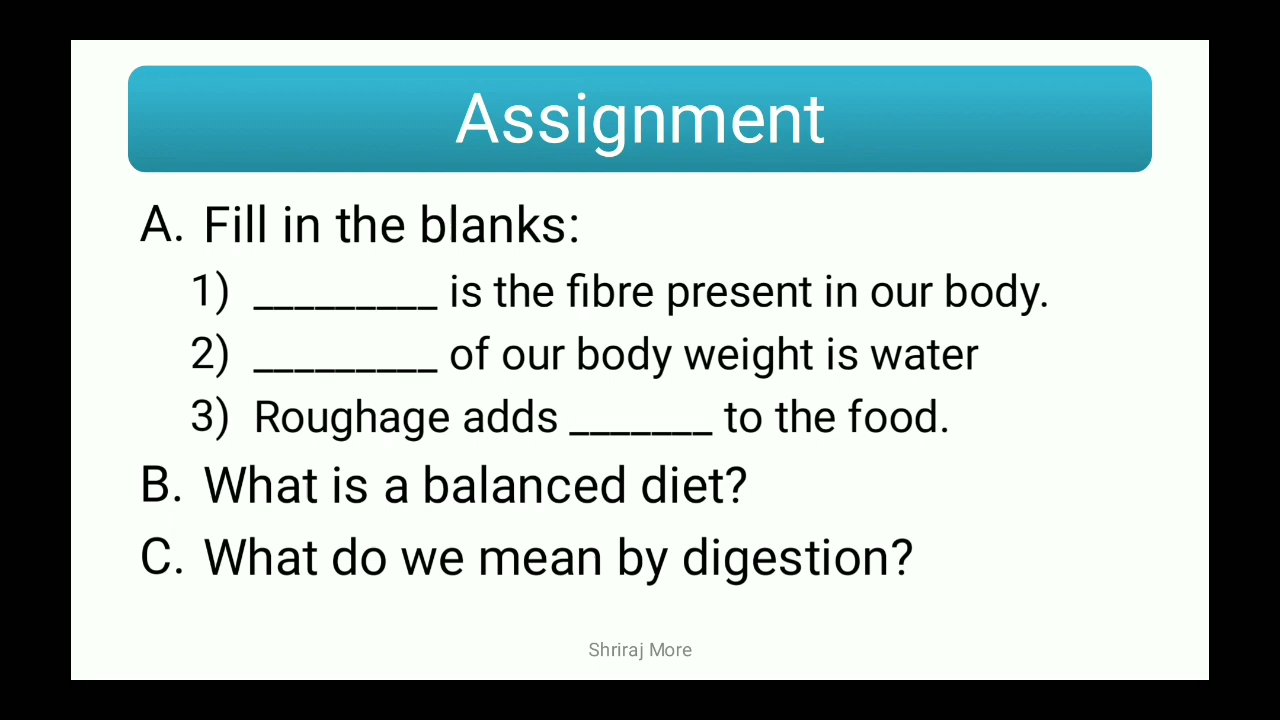 Assignment
A. Fill in the blanks:
1) _________ is the fibre present in our body.
2) _________ of our body weight is water
3) Roughage adds _______ to the food.
B. What is a balanced diet?
C. What do we mean by digestion?
Shriraj More